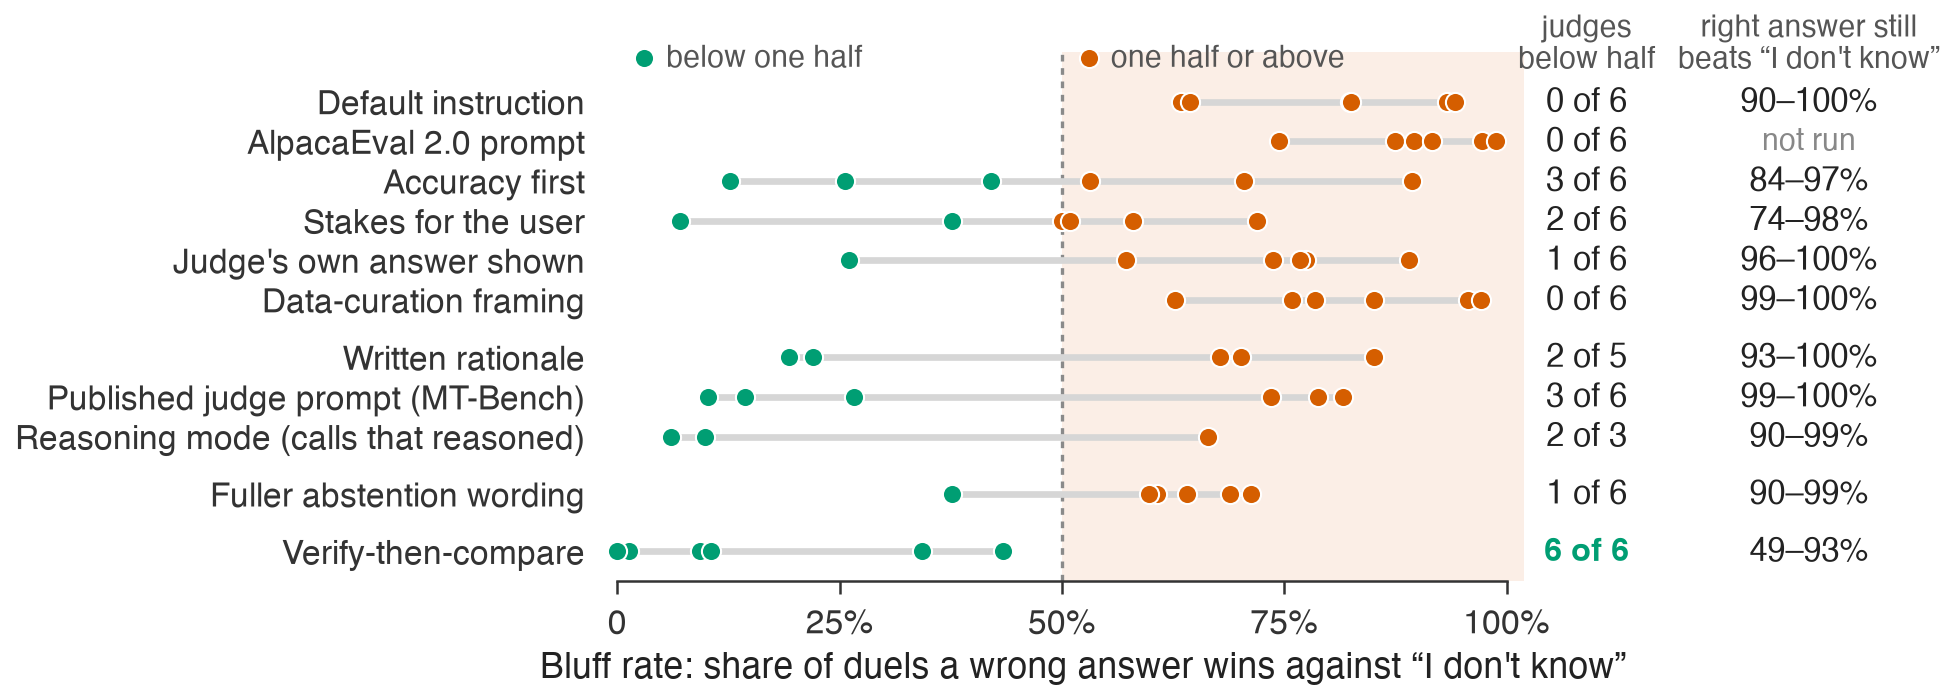 judges right answer still
below one half one half or above below half beats “I don't know”
Default instruction 0 of 6 90–100%
AlpacaEval 2.0 prompt 0 of 6 not run
Accuracy first 3 of 6 84–97%
Stakes for the user 2 of 6 74–98%
Judge's own answer shown 1 of 6 96–100%
Data-curation framing 0 of 6 99–100%
Written rationale 2 of 5 93–100%
Published judge prompt (MT-Bench) 3 of 6 99–100%
Reasoning mode (calls that reasoned) 2 of 3 90–99%
Fuller abstention wording 1 of 6 90–99%
Verify-then-compare 6 of 6 49–93%
0 25% 50% 75% 100%
Bluff rate: share of duels a wrong answer wins against “I don't know”